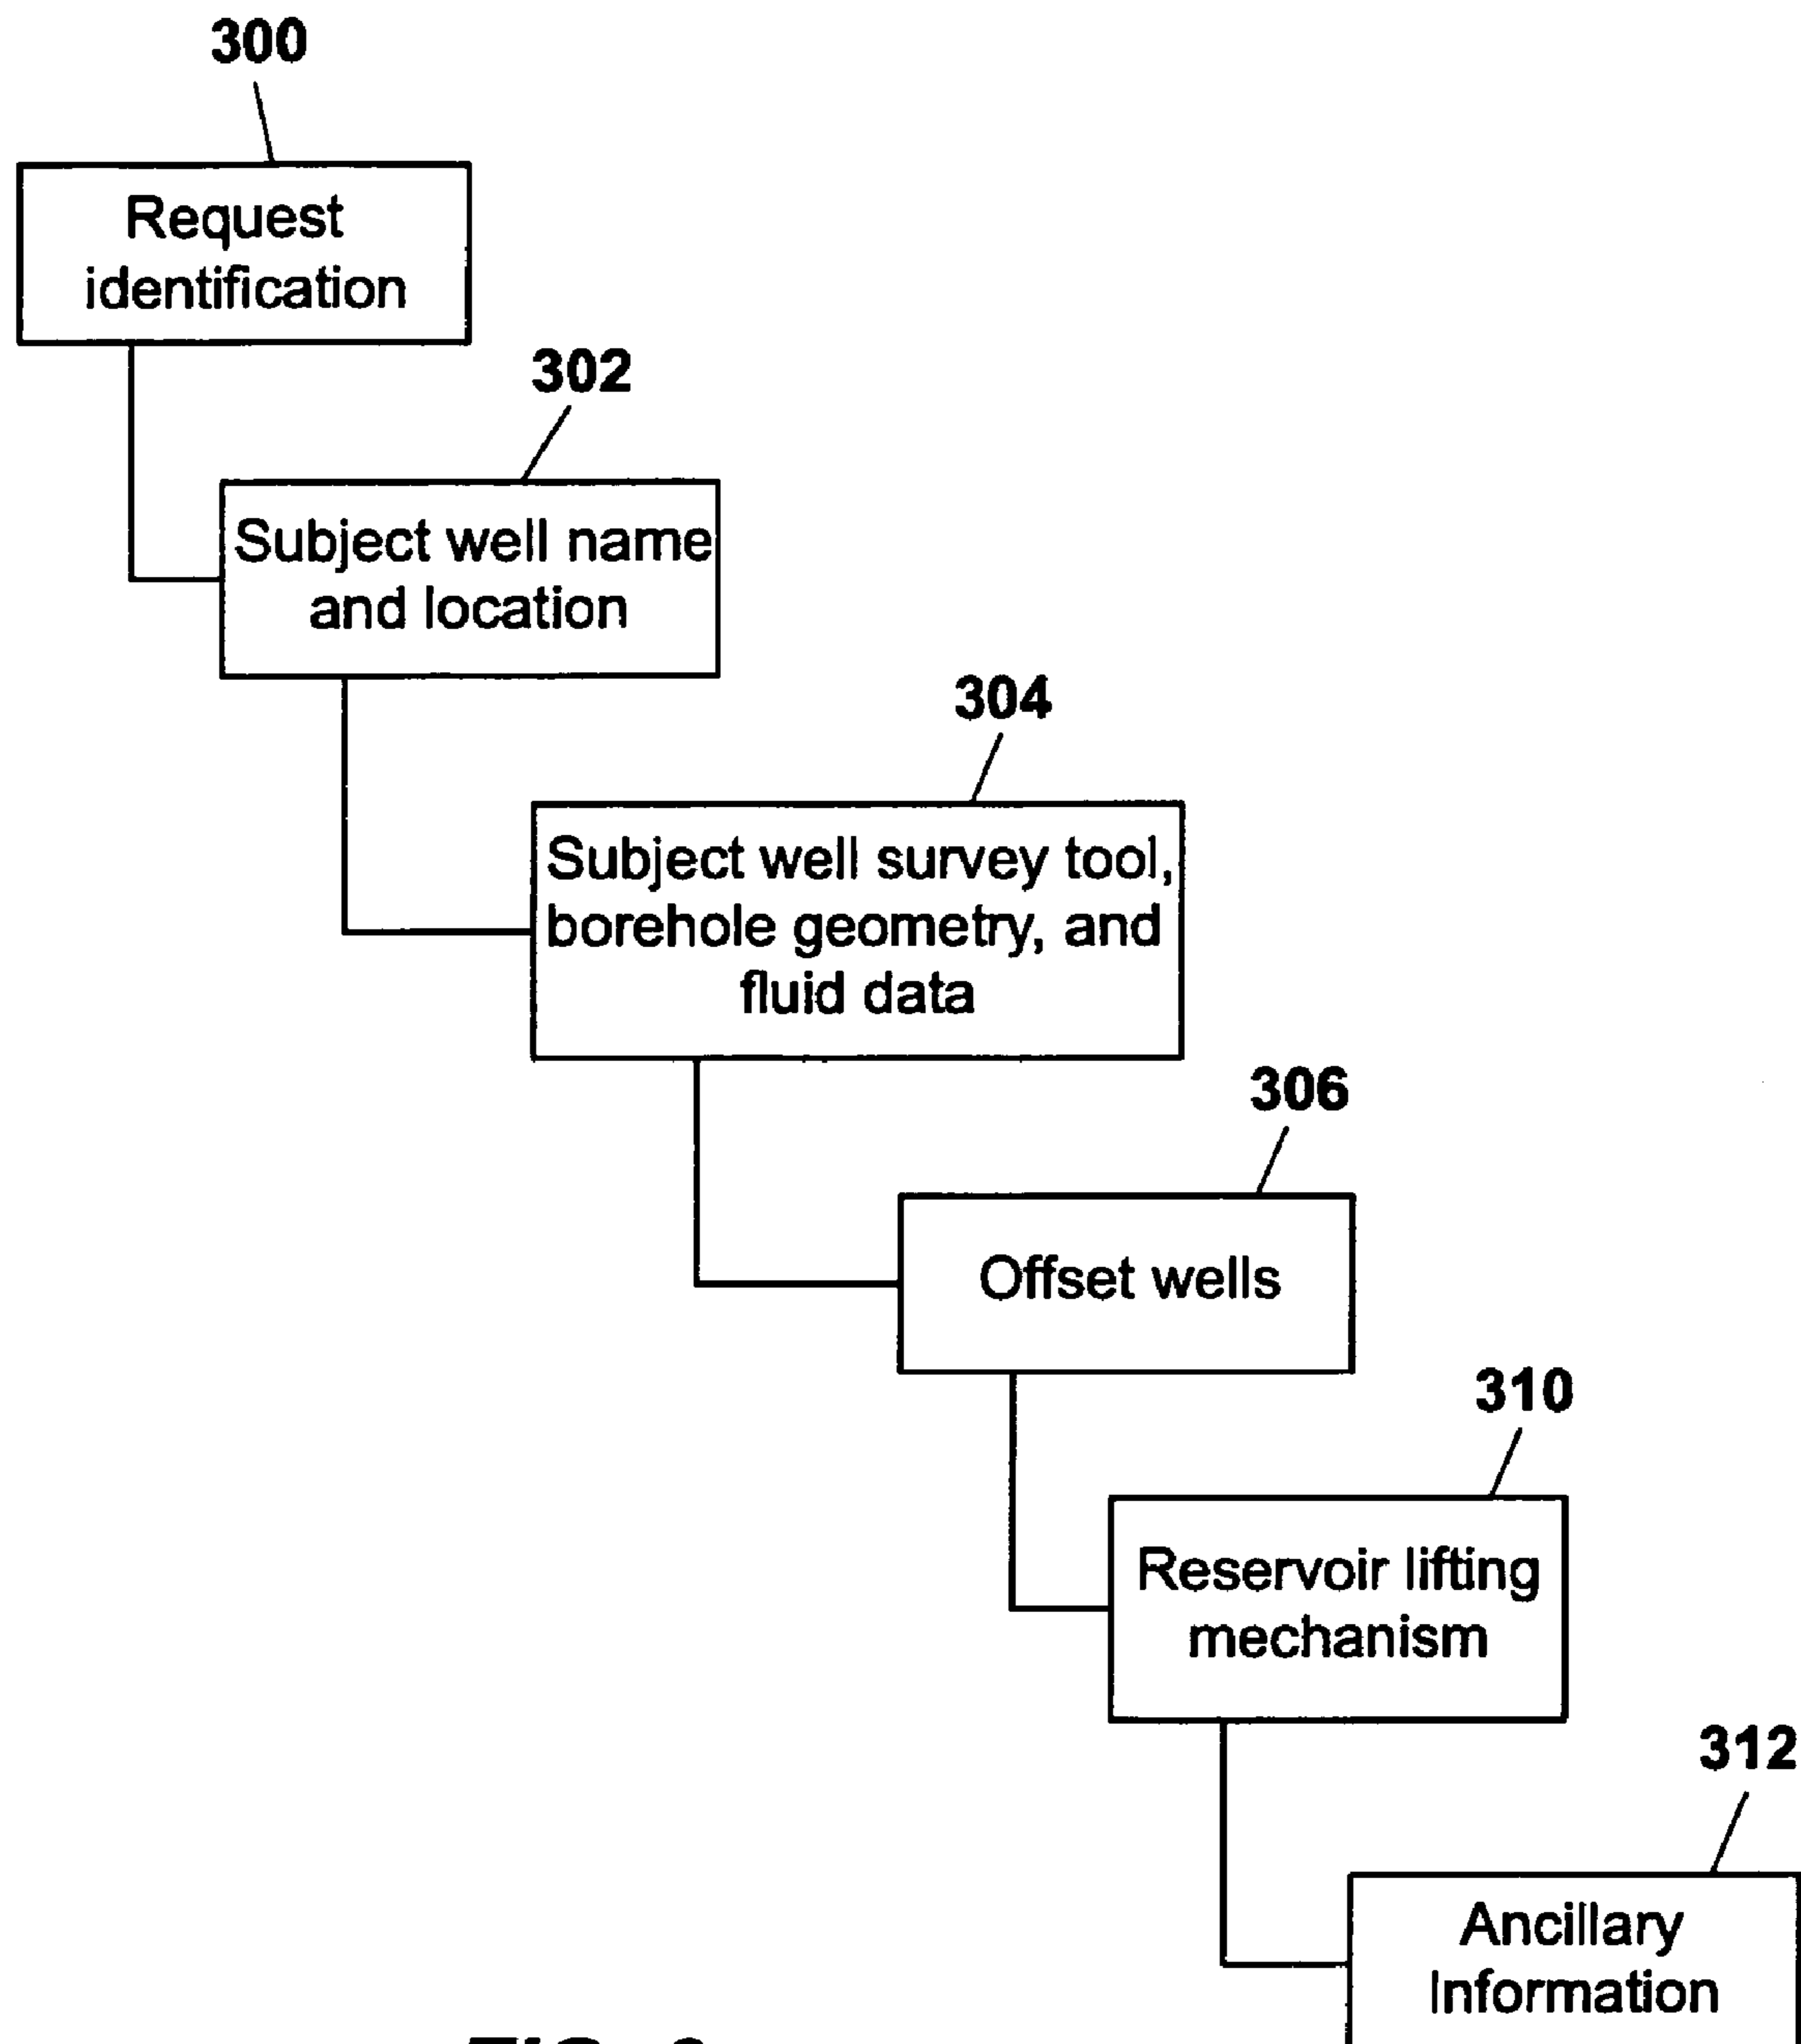 300
Request
identification
302
Subject well name
and location
304
Subject well survey tool,
borehole geometry, and
fluid data
306
Offset wells
310
Reservoir lifting
mechanism
312
Ancillary
Information